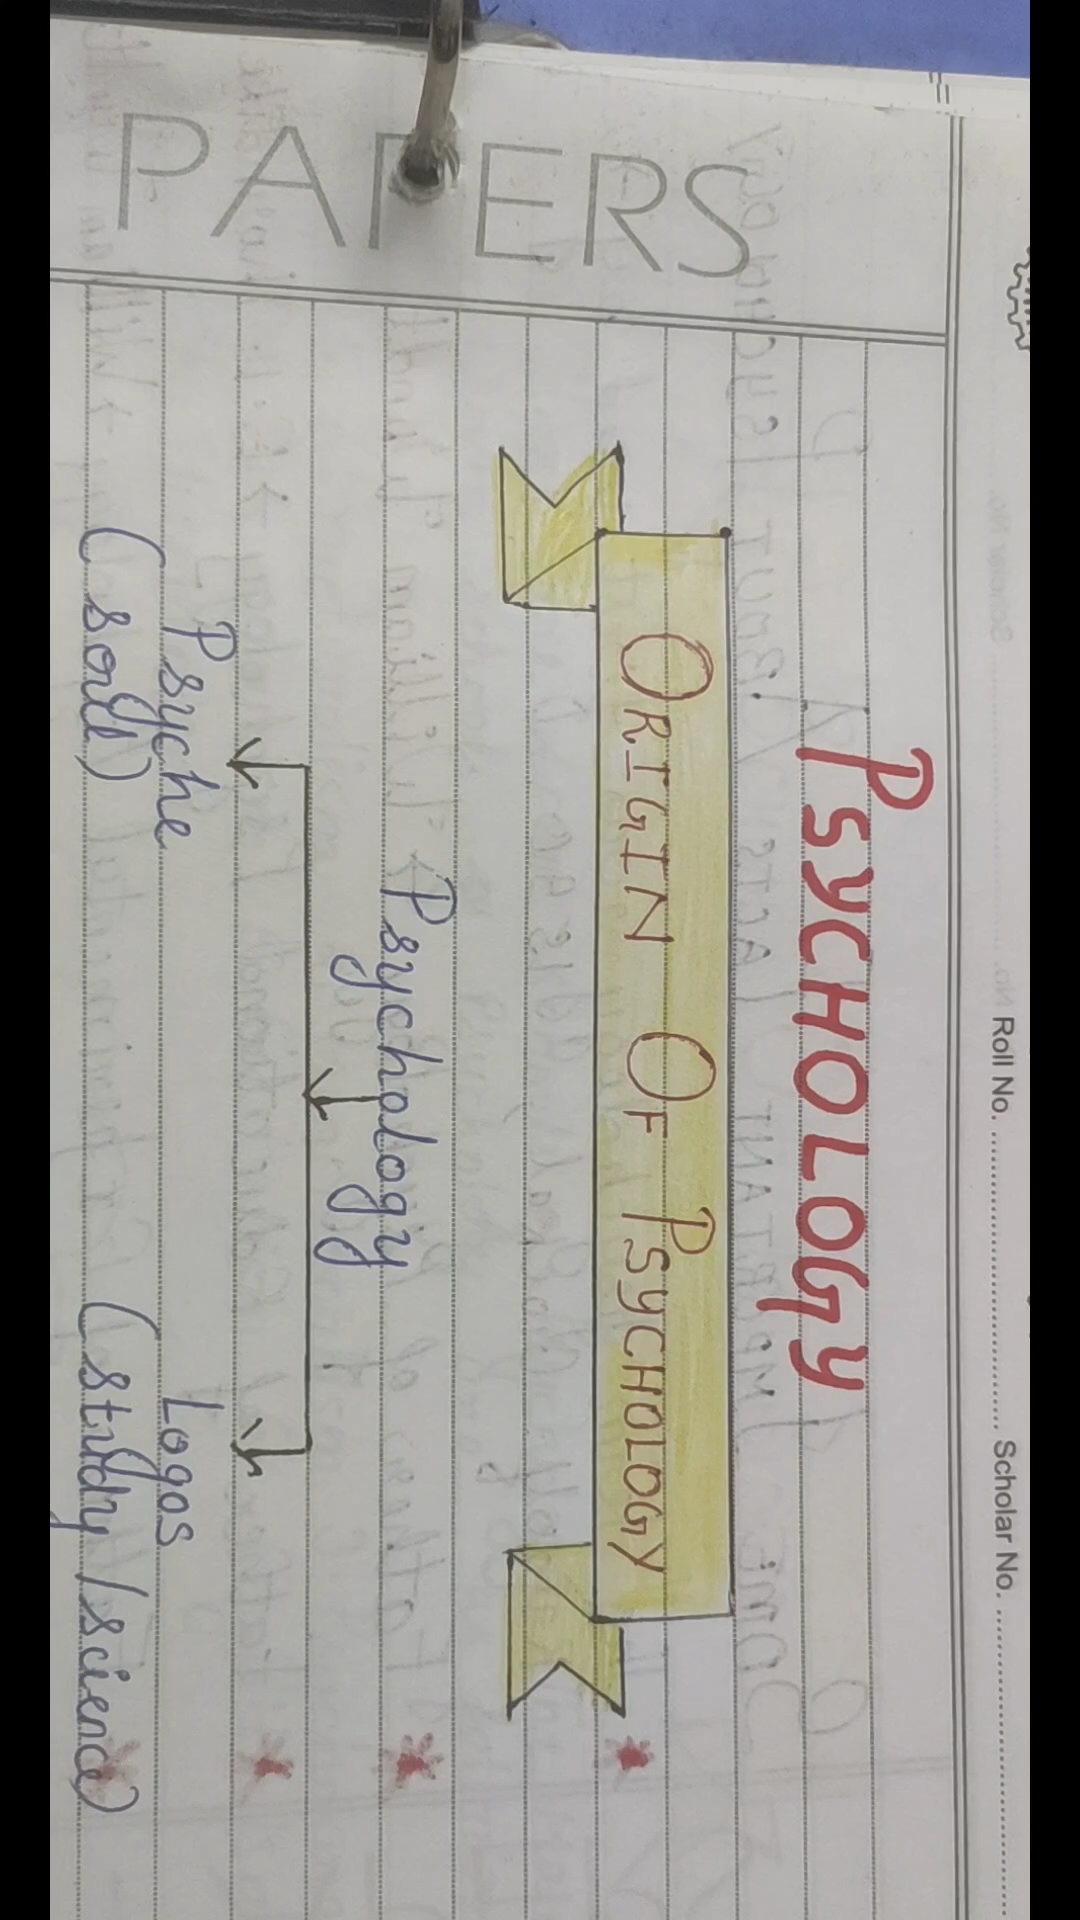 Roll No. Scholar No.
PAPERS
PSYCHOLOGY
ORIGIN OF PSYCHOLOGY
Psychology
Psyche Logos
(soul) (study/science)